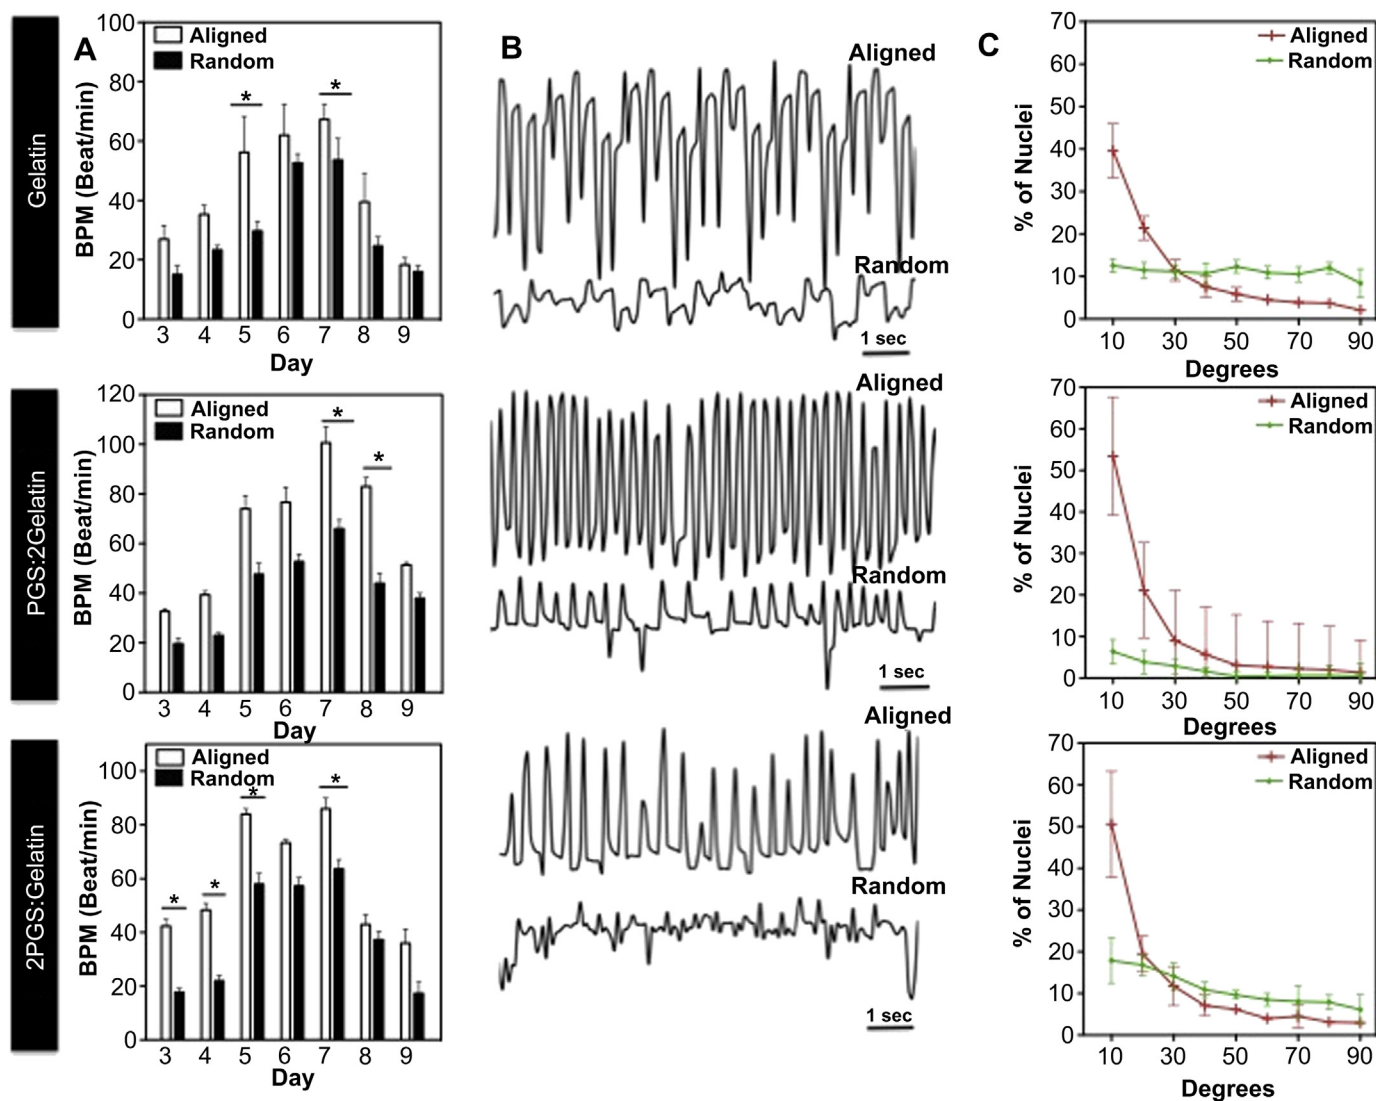 Gelatin
A
100
80
60
40
20
0
BPM (Beat/min)
Aligned
Random
*
*
3 4 5 6 7 8 9
Day
B
Aligned
Random
1 sec
C
70
60
50
40
30
20
10
0
% of Nuclei
Aligned
Random
10 30 50 70 90
Degrees
PGS:2Gelatin
120
100
80
60
40
20
0
BPM (Beat/min)
Aligned
Random
*
*
3 4 5 6 7 8 9
Day
Aligned
Random
1 sec
70
60
50
40
30
20
10
0
% of Nuclei
Aligned
Random
10 30 50 70 90
Degrees
2PGS:Gelatin
100
80
60
40
20
0
BPM (Beat/min)
Aligned
Random
*
*
*
*
3 4 5 6 7 8 9
Day
Aligned
Random
1 sec
70
60
50
40
30
20
10
0
% of Nuclei
Aligned
Random
10 30 50 70 90
Degrees